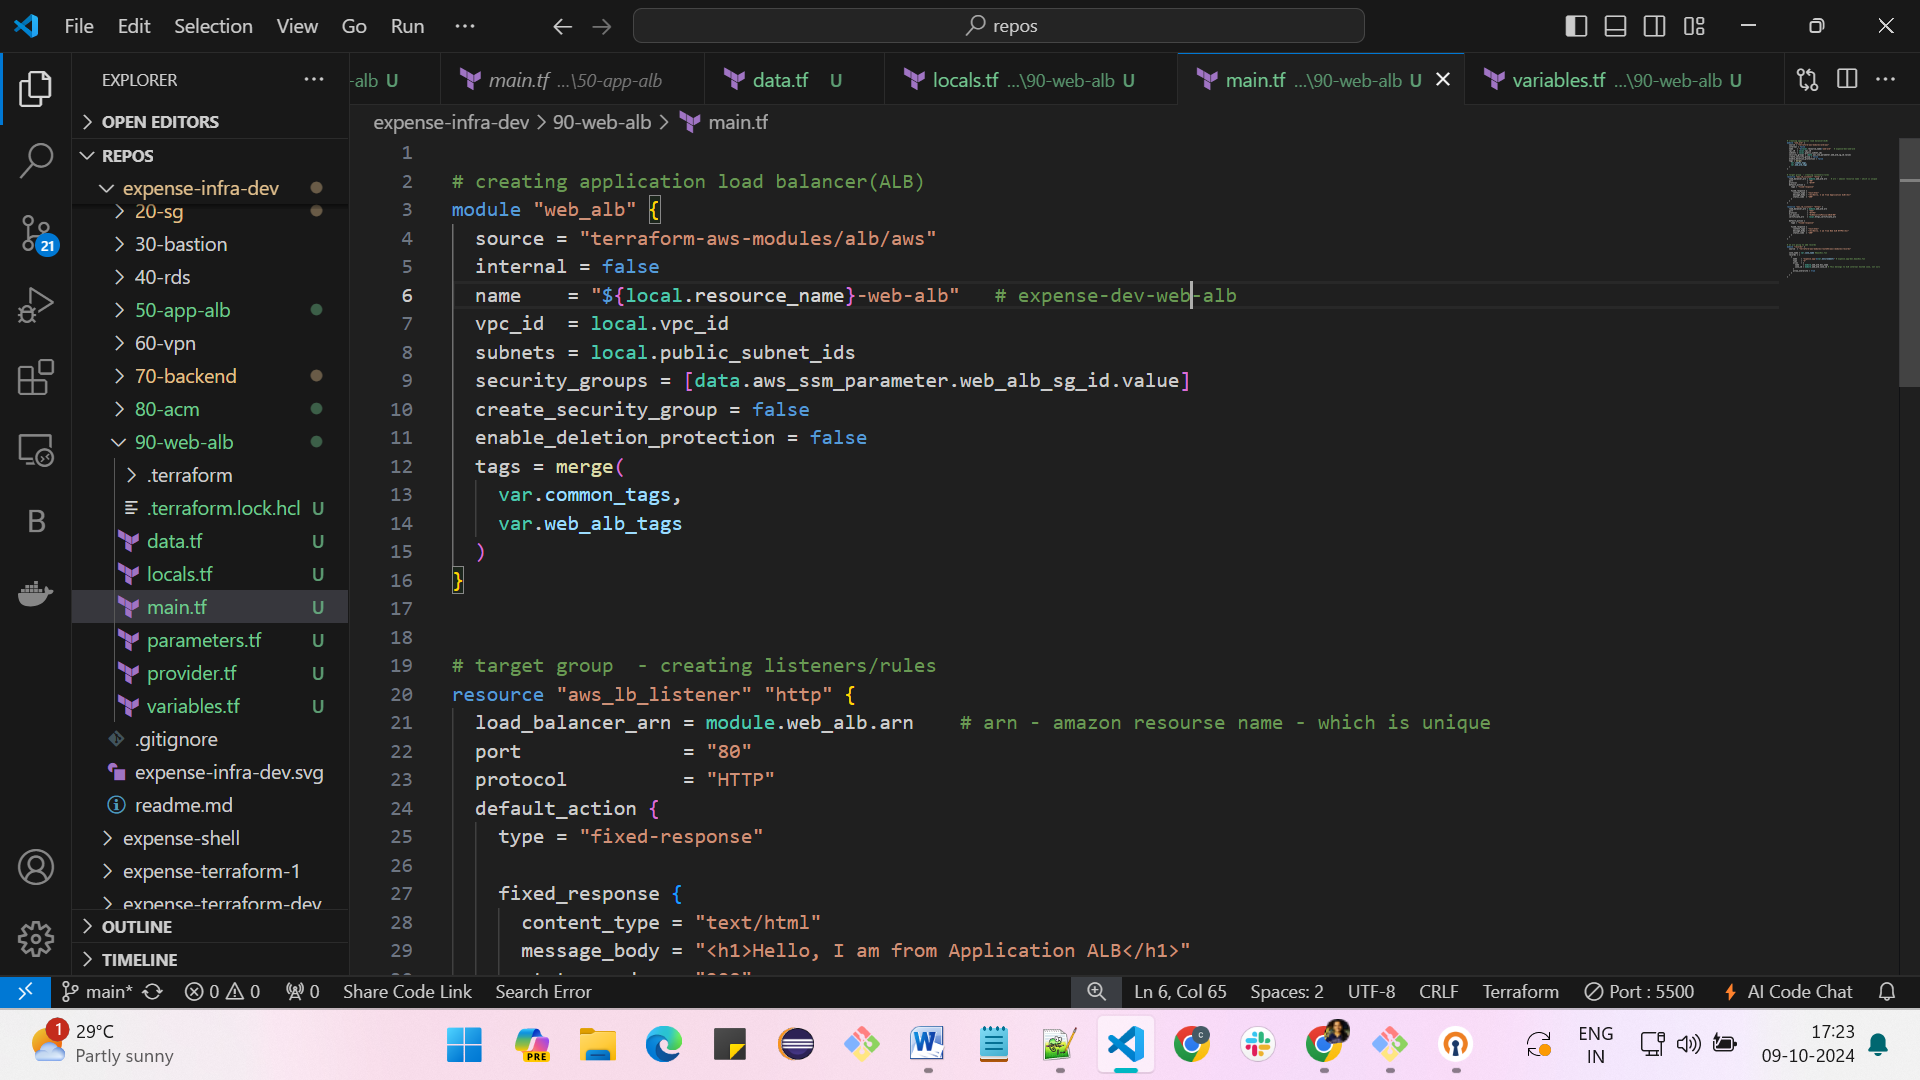 File Edit Selection View Go Run ··· repos
EXPLORER ···
-alb U
main.tf ...\50-app-alb
data.tf U
locals.tf ...\90-web-alb U
main.tf ...\90-web-alb U
variables.tf ...\90-web-alb U
OPEN EDITORS
REPOS
expense-infra-dev
20-sg
30-bastion
40-rds
50-app-alb
60-vpn
70-backend
80-acm
90-web-alb
.terraform
.terraform.lock.hcl U
data.tf U
locals.tf U
main.tf U
parameters.tf U
provider.tf U
variables.tf U
.gitignore
expense-infra-dev.svg
readme.md
expense-shell
expense-terraform-1
expense-terraform-dev
OUTLINE
TIMELINE
21
B
expense-infra-dev > 90-web-alb > main.tf
1
2 # creating application load balancer(ALB)
3 module "web_alb" {
4 source = "terraform-aws-modules/alb/aws"
5 internal = false
6 name = "${local.resource_name}-web-alb" # expense-dev-web-alb
7 vpc_id = local.vpc_id
8 subnets = local.public_subnet_ids
9 security_groups = [data.aws_ssm_parameter.web_alb_sg_id.value]
10 create_security_group = false
11 enable_deletion_protection = false
12 tags = merge(
13 var.common_tags,
14 var.web_alb_tags
15 )
16 }
17
18
19 # target group - creating listeners/rules
20 resource "aws_lb_listener" "http" {
21 load_balancer_arn = module.web_alb.arn # arn - amazon resourse name - which is unique
22 port = "80"
23 protocol = "HTTP"
24 default_action {
25 type = "fixed-response"
26
27 fixed_response {
28 content_type = "text/html"
29 message_body = "<h1>Hello, I am from Application ALB</h1>"
main* 0 0 0 Share Code Link Search Error Ln 6, Col 65 Spaces: 2 UTF-8 CRLF Terraform Port : 5500 AI Code Chat
1
29°C
Partly sunny
PRE
W
C
ENG
IN
17:23
09-10-2024